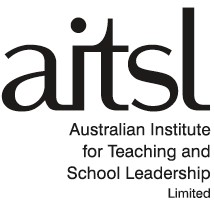 aitsl
Australian Institute
for Teaching and
School Leadership
Limited